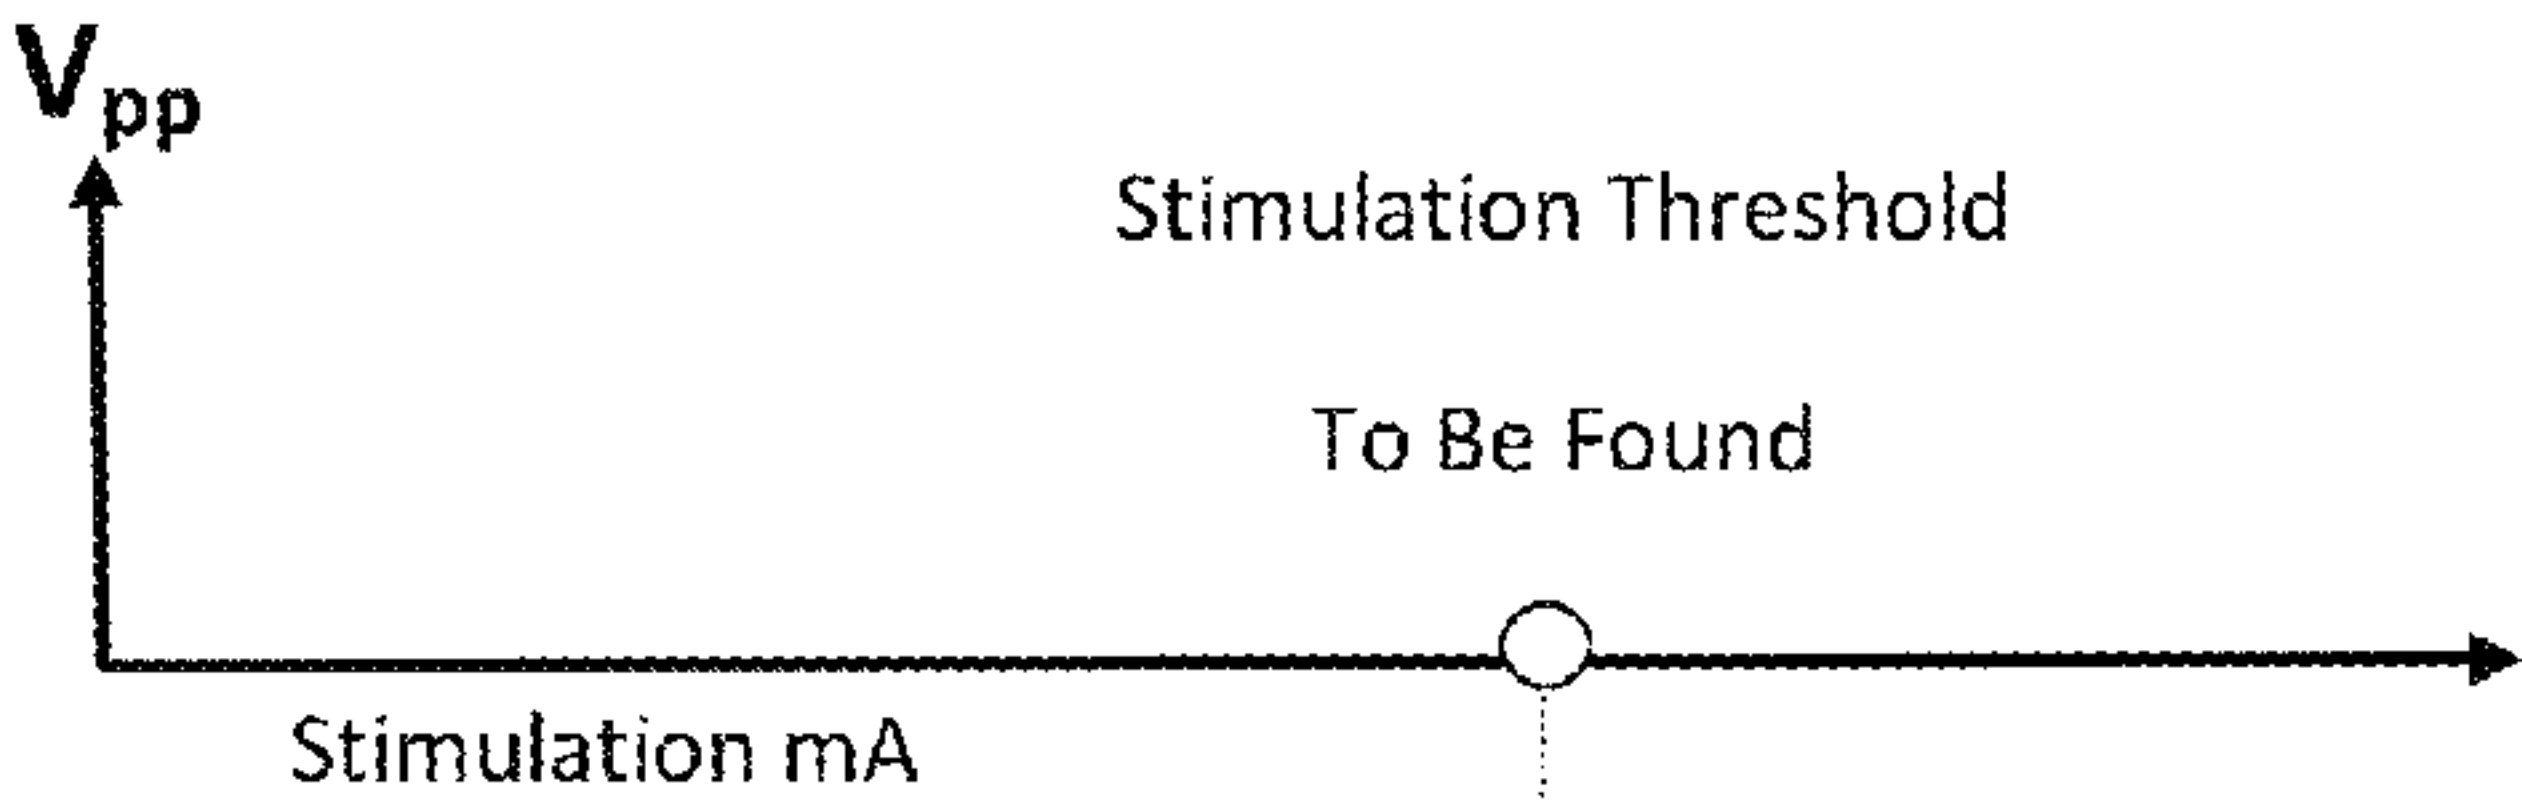 Vpp
Stimulation Threshold
To Be Found
Stimulation mA